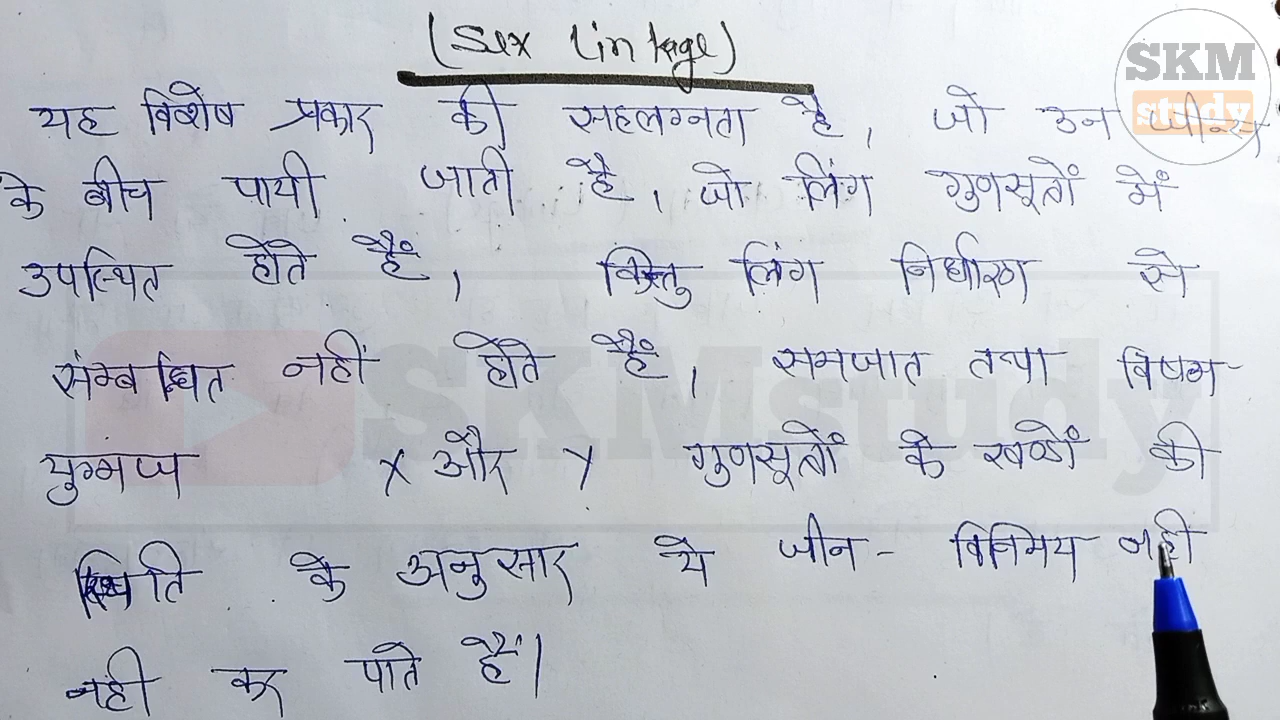 (Sex linkage)
SKM
study
यह विशेष प्रकार की सहलग्नता है, जो उन जीन्स
के बीच पायी जाती है, जो लिंग गुणसूत्रों में
उपस्थित होते हैं, किन्तु लिंग निर्धारण से
सम्बंधित नहीं होते हैं, समजात तथा विषम-
युग्मज X और Y गुणसूत्रों के खण्डों की
स्थिति के अनुसार ये जीन - विनिमय नही
नही कर पाते हैं।
SKMstudy